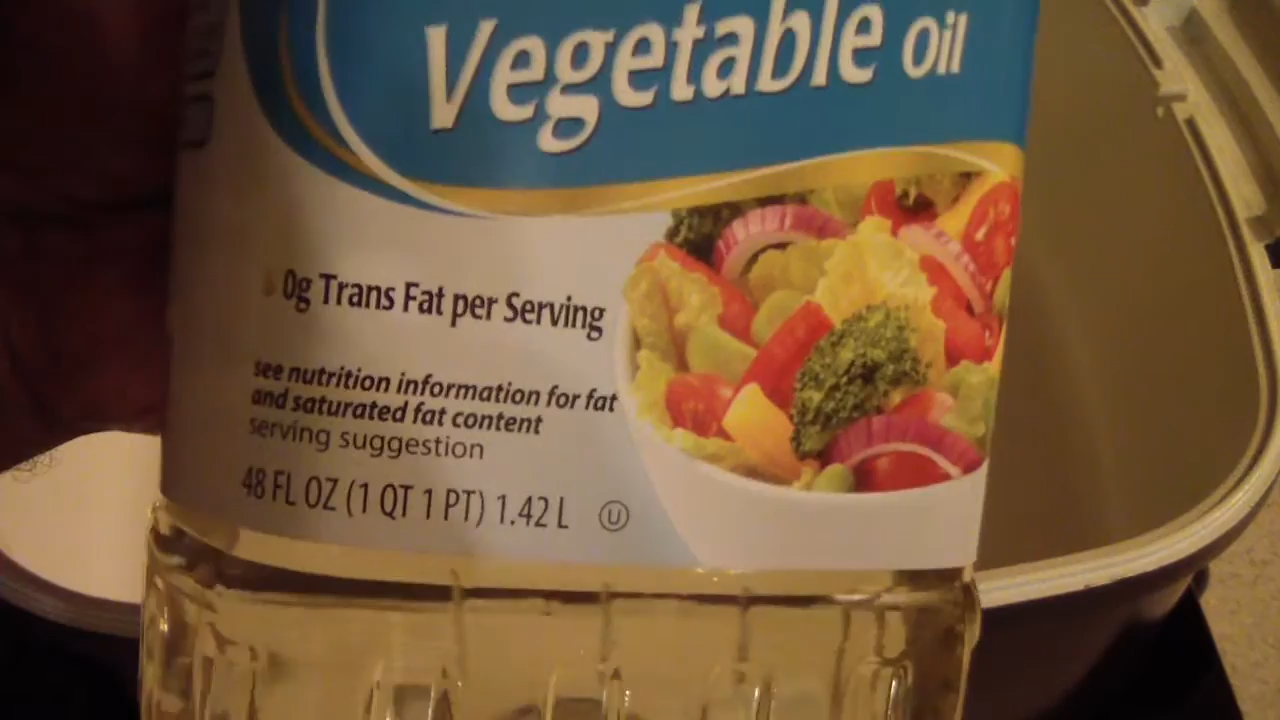 Vegetable Oil
0g Trans Fat per Serving
see nutrition information for fat
and saturated fat content
serving suggestion
48 FL OZ (1 QT 1 PT) 1.42 L U